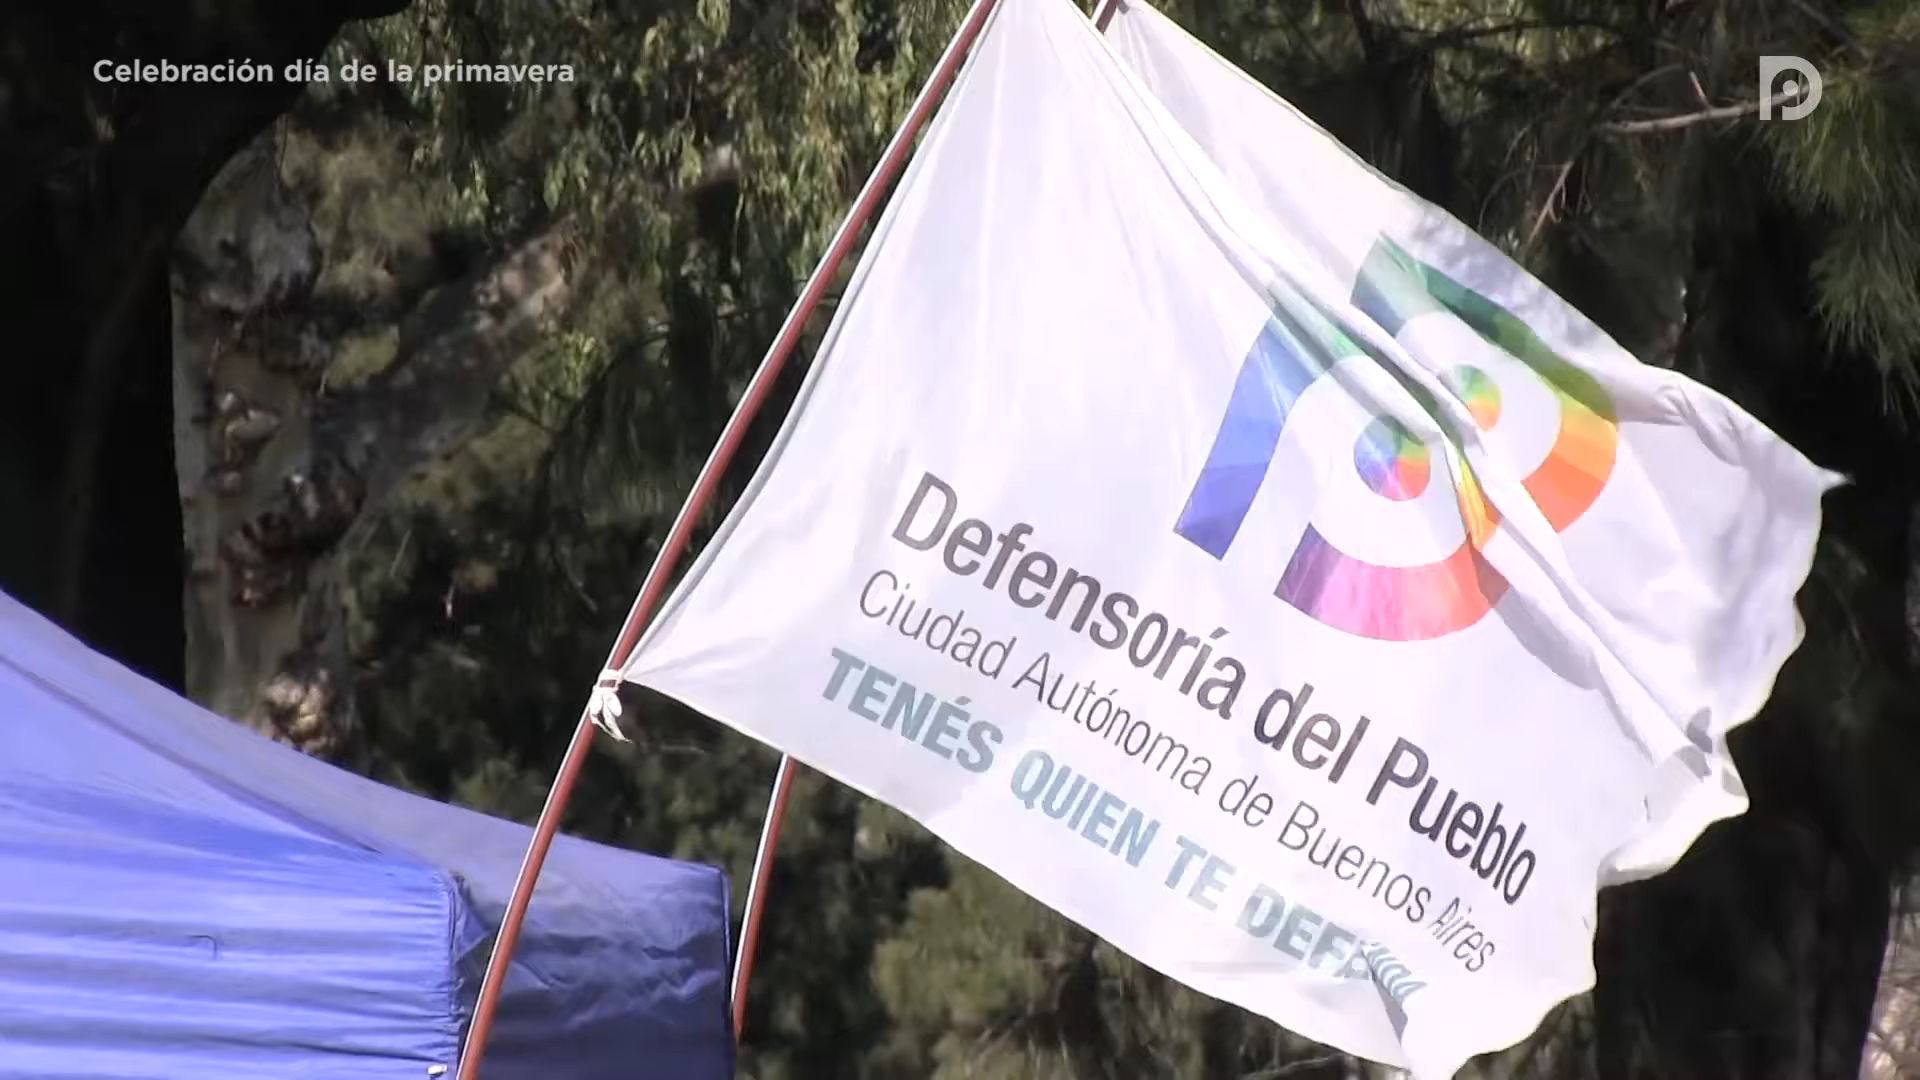 Celebración día de la primavera
Defensoría del Pueblo
Ciudad Autónoma de Buenos Aires
TENÉS QUIEN TE